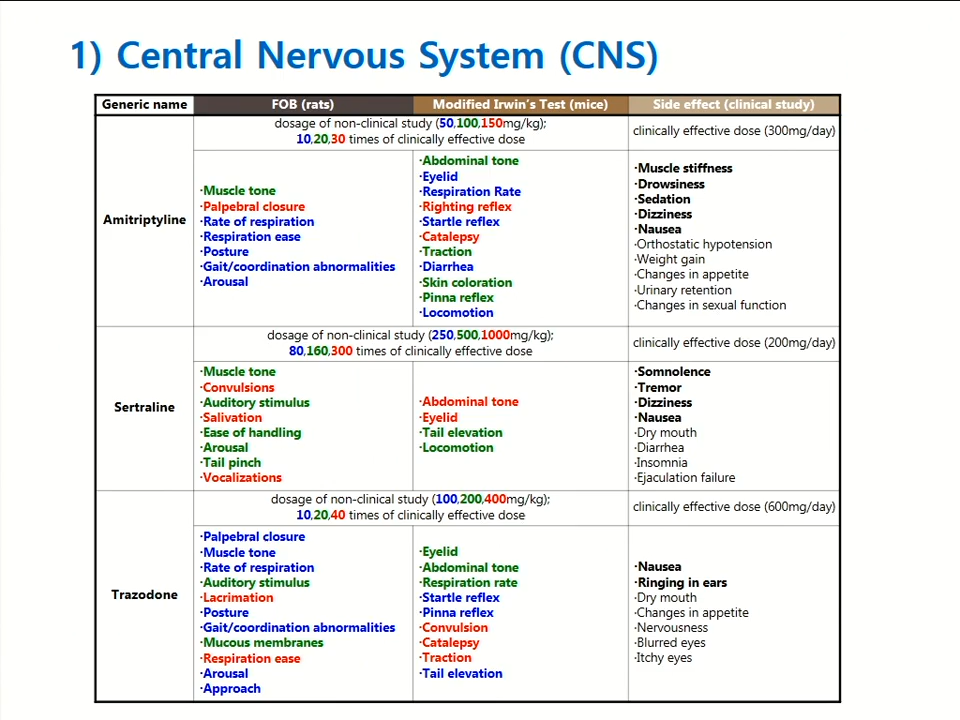 1) Central Nervous System (CNS)
Generic name
FOB (rats)
Modified Irwin's Test (mice)
Side effect (clinical study)
Amitriptyline
dosage of non-clinical study (50,100,150mg/kg);
10,20,30 times of clinically effective dose
clinically effective dose (300mg/day)
·Muscle tone
·Palpebral closure
·Rate of respiration
·Respiration ease
·Posture
·Gait/coordination abnormalities
·Arousal
·Abdominal tone
·Eyelid
·Respiration Rate
·Righting reflex
·Startle reflex
·Catalepsy
·Traction
·Diarrhea
·Skin coloration
·Pinna reflex
·Locomotion
·Muscle stiffness
·Drowsiness
·Sedation
·Dizziness
·Nausea
·Orthostatic hypotension
·Weight gain
·Changes in appetite
·Urinary retention
·Changes in sexual function
Sertraline
dosage of non-clinical study (250,500,1000mg/kg);
80,160,300 times of clinically effective dose
clinically effective dose (200mg/day)
·Muscle tone
·Convulsions
·Auditory stimulus
·Salivation
·Ease of handling
·Arousal
·Tail pinch
·Vocalizations
·Abdominal tone
·Eyelid
·Tail elevation
·Locomotion
·Somnolence
·Tremor
·Dizziness
·Nausea
·Dry mouth
·Diarrhea
·Insomnia
·Ejaculation failure
Trazodone
dosage of non-clinical study (100,200,400mg/kg);
10,20,40 times of clinically effective dose
clinically effective dose (600mg/day)
·Palpebral closure
·Muscle tone
·Rate of respiration
·Auditory stimulus
·Lacrimation
·Posture
·Gait/coordination abnormalities
·Mucous membranes
·Respiration ease
·Arousal
·Approach
·Eyelid
·Abdominal tone
·Respiration rate
·Startle reflex
·Pinna reflex
·Convulsion
·Catalepsy
·Traction
·Tail elevation
·Nausea
·Ringing in ears
·Dry mouth
·Changes in appetite
·Nervousness
·Blurred eyes
·Itchy eyes